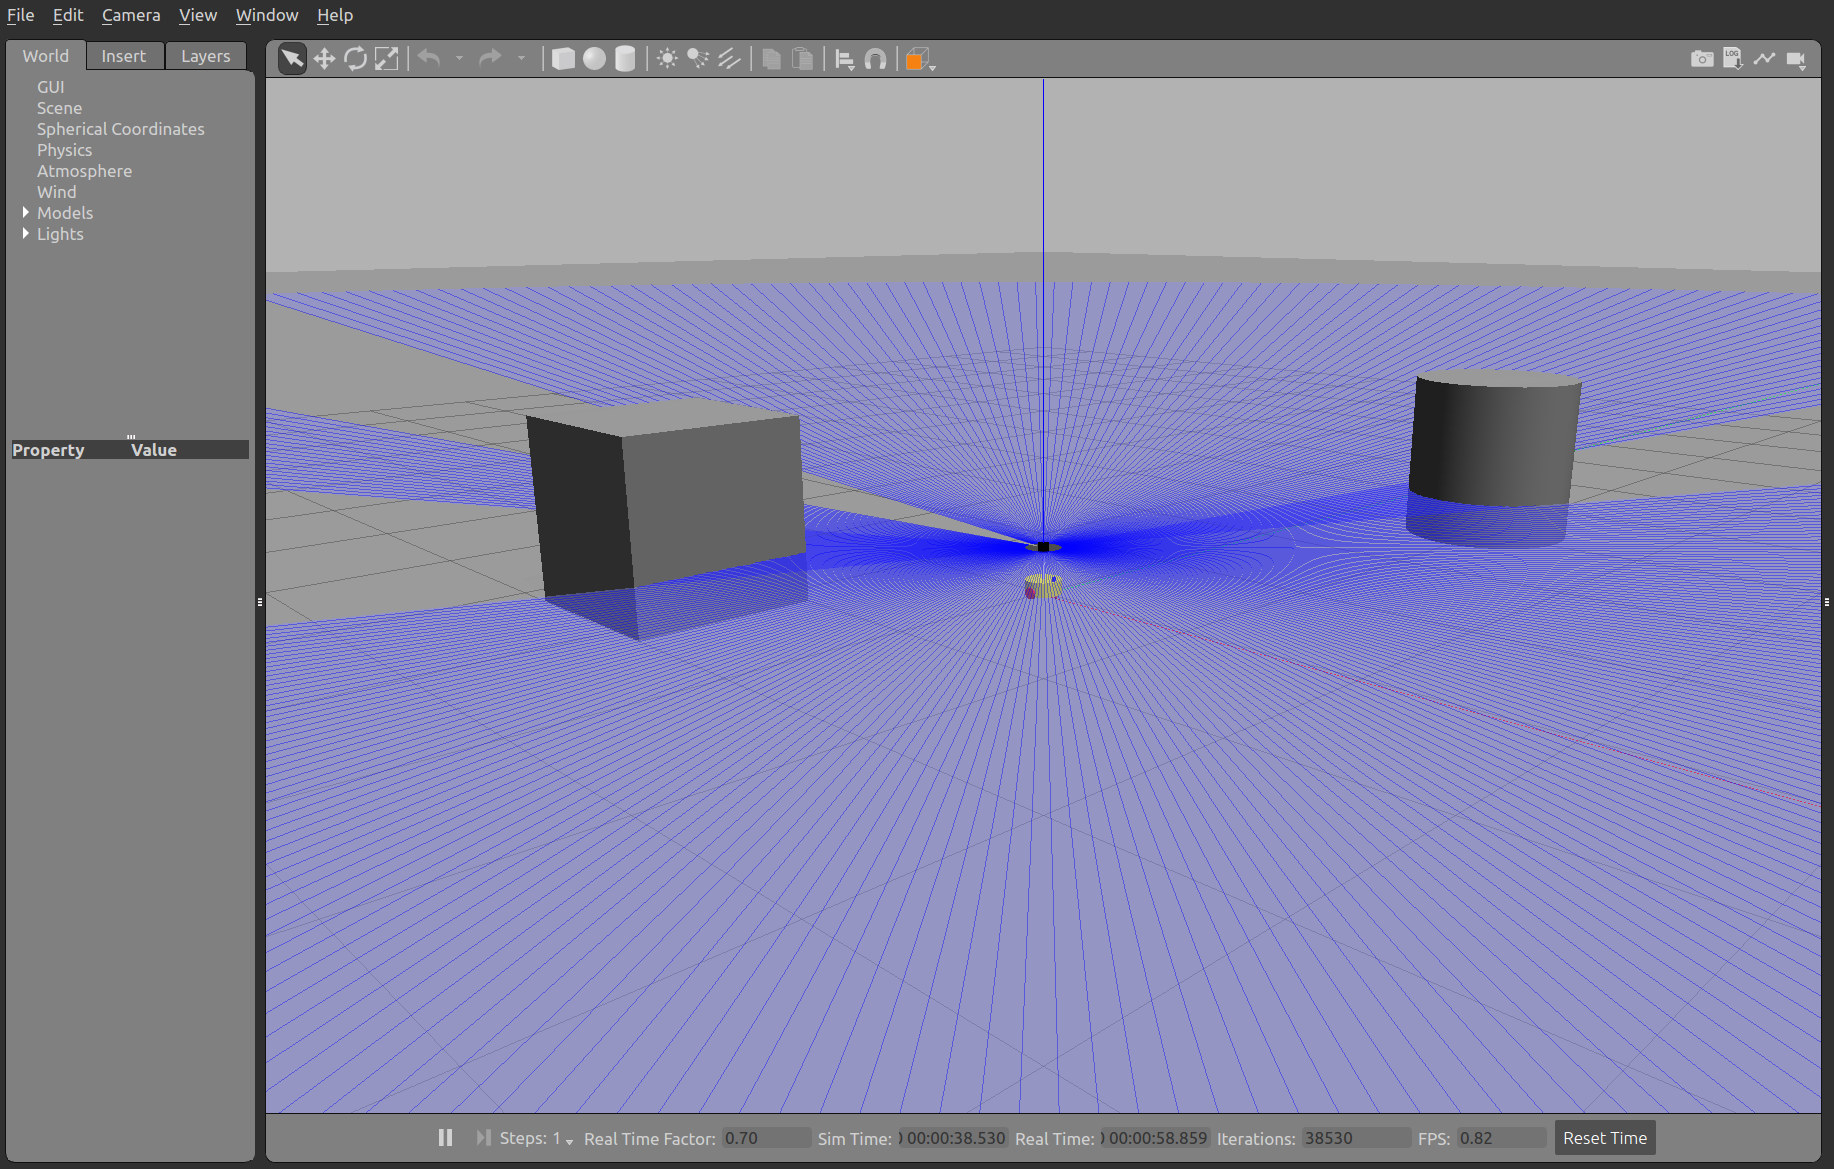 File Edit Camera View Window Help
World Insert Layers
LOG
GUI
Scene
Spherical Coordinates
Physics
Atmosphere
Wind
Models
Lights
Property Value
Steps: 1 Real Time Factor: 0.70 Sim Time: 00:00:38.530 Real Time: 00:00:58.859 Iterations: 38530 FPS: 0.82 Reset Time